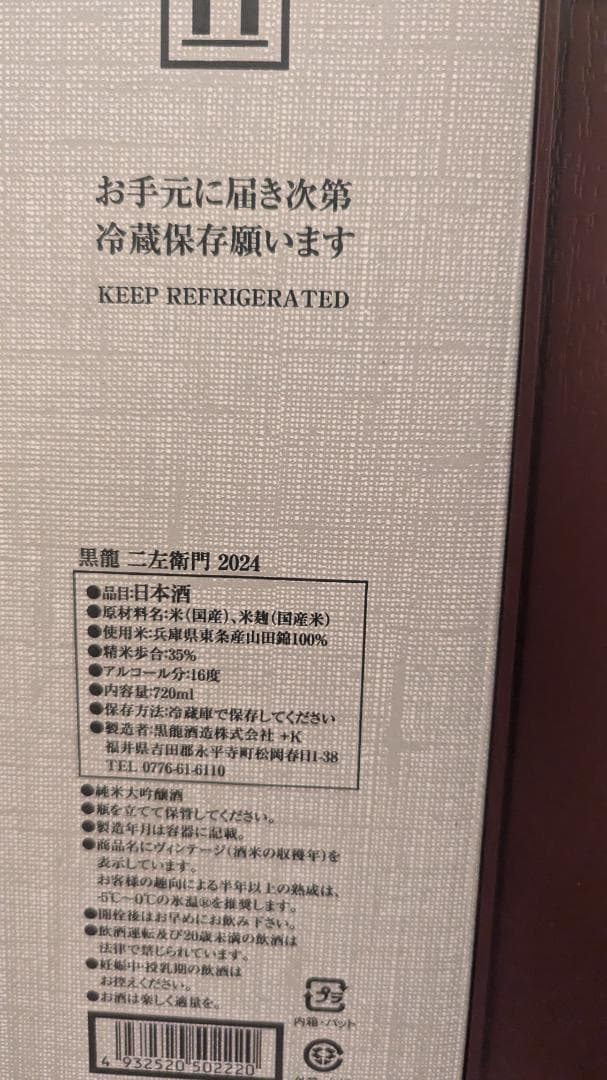 お手元に届き次第
冷蔵保存願います
KEEP REFRIGERATED
黒龍 二左衛門 2024
●品目:日本酒
●原材料名:米(国産)、米麹(国産米)
●使用米:兵庫県東条産山田錦100%
●精米歩合:35%
●アルコール分:16度
●内容量:720ml
●保存方法:冷蔵庫で保存してください
●製造者:黒龍酒造株式会社 +K
福井県吉田郡永平寺町松岡春日1-38
TEL 0776-61-6110
●純米大吟醸酒
●瓶を立てて保管してください。
●製造年月は容器に記載。
●商品名にヴィンテージ(酒米の収穫年)を
表示しています。
お客様の趣向による半年以上の熟成は、
-5℃〜0℃の氷温®を推奨します。
●開栓後はお早めにお飲み下さい。
●飲酒運転及び20歳未満の飲酒は
法律で禁じられています。
●妊娠中・授乳期の飲酒は
お控えください。
●お酒は楽しく適量を。
プラ
内箱・パット
4 932520 502220